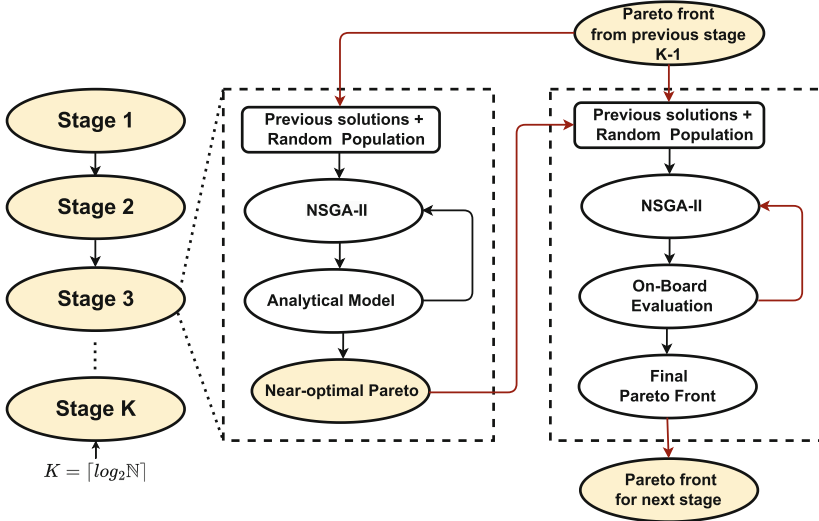 Pareto front
from previous stage
K-1
Stage 1
Stage 2
Stage 3
Stage K
K = ⌈log₂ℕ⌉
Previous solutions +
Random Population
NSGA-II
Analytical Model
Near-optimal Pareto
Previous solutions +
Random Population
NSGA-II
On-Board
Evaluation
Final
Pareto Front
Pareto front
for next stage